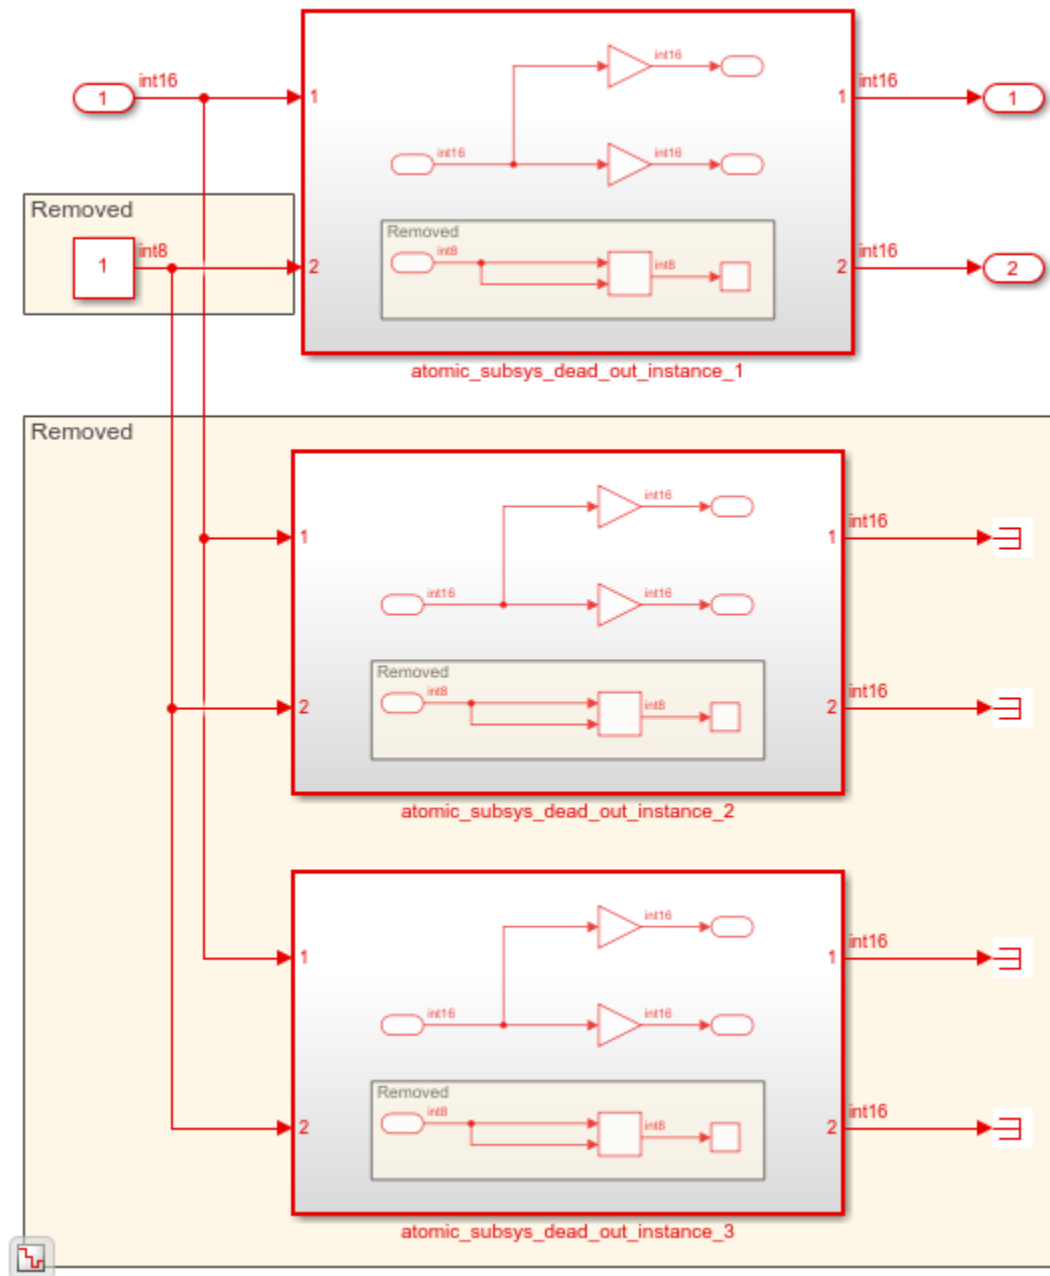 int16
1
1
int16
int16
int16
1
int16
1
Removed
1
int8
2
Removed
int8
int8
2
int16
2
atomic_subsys_dead_out_instance_1
Removed
1
int16
int16
int16
1
int16
2
Removed
int8
int8
2
int16
atomic_subsys_dead_out_instance_2
1
int16
int16
int16
1
int16
2
Removed
int8
int8
2
int16
atomic_subsys_dead_out_instance_3